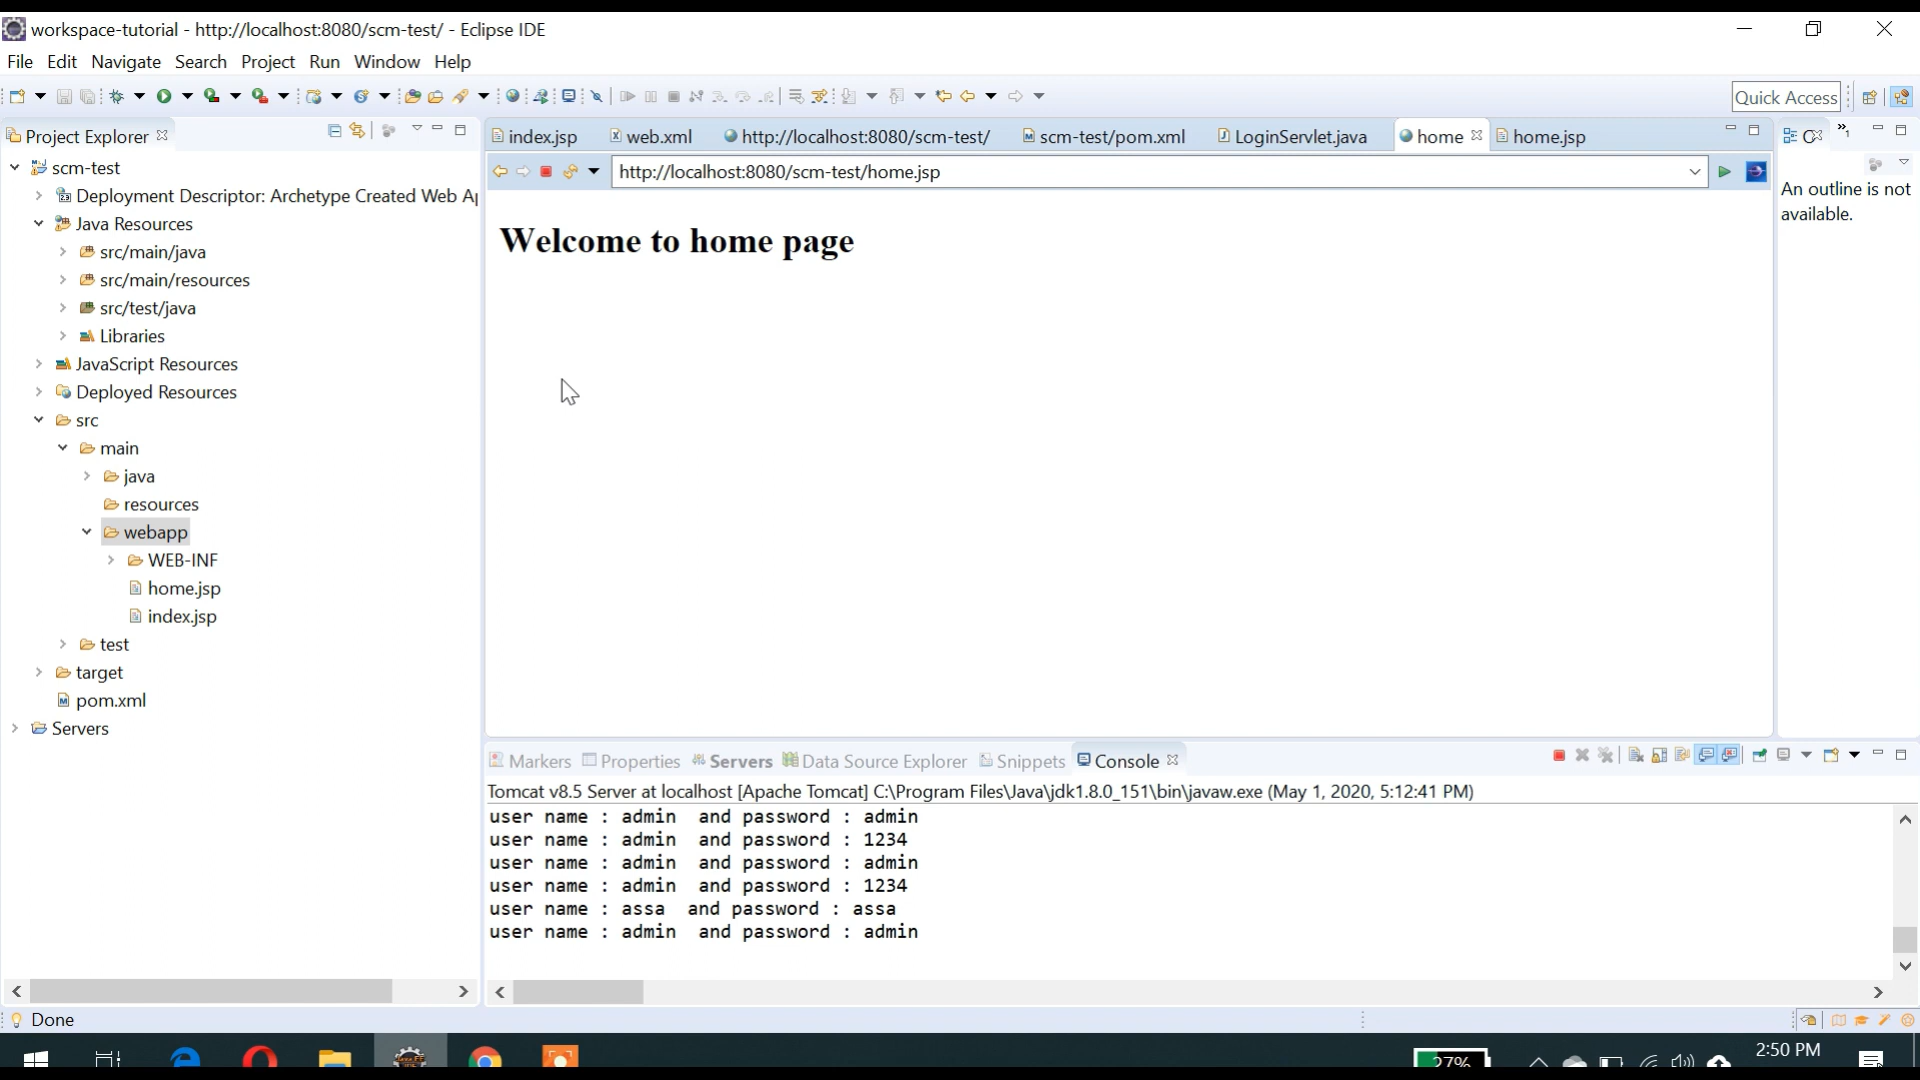 workspace-tutorial - http://localhost:8080/scm-test/ - Eclipse IDE
File Edit Navigate Search Project Run Window Help
Quick Access
Project Explorer
scm-test
Deployment Descriptor: Archetype Created Web Ap
Java Resources
src/main/java
src/main/resources
src/test/java
Libraries
JavaScript Resources
Deployed Resources
src
main
java
resources
webapp
WEB-INF
home.jsp
index.jsp
test
target
pom.xml
Servers
index.jsp web.xml http://localhost:8080/scm-test/ scm-test/pom.xml LoginServlet.java home home.jsp
http://localhost:8080/scm-test/home.jsp
Welcome to home page
An outline is not
available.
Markers Properties Servers Data Source Explorer Snippets Console
Tomcat v8.5 Server at localhost [Apache Tomcat] C:\Program Files\Java\jdk1.8.0_151\bin\javaw.exe (May 1, 2020, 5:12:41 PM)
user name : admin  and password : admin
user name : admin  and password : 1234
user name : admin  and password : admin
user name : admin  and password : 1234
user name : assa  and password : assa
user name : admin  and password : admin
Done
27%
2:50 PM